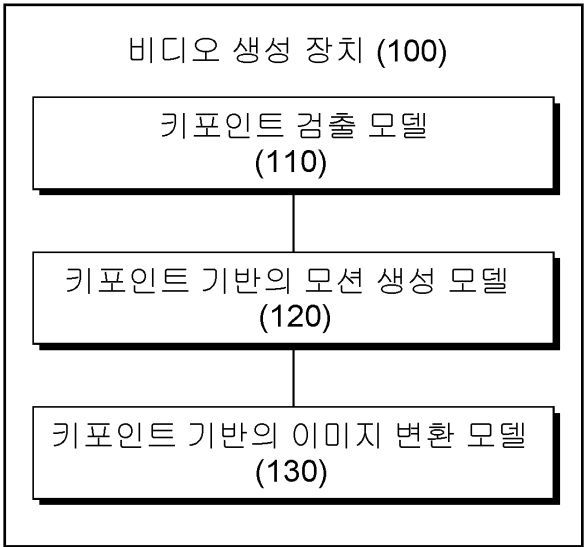 비디오 생성 장치 (100)
키포인트 검출 모델
(110)
키포인트 기반의 모션 생성 모델
(120)
키포인트 기반의 이미지 변환 모델
(130)